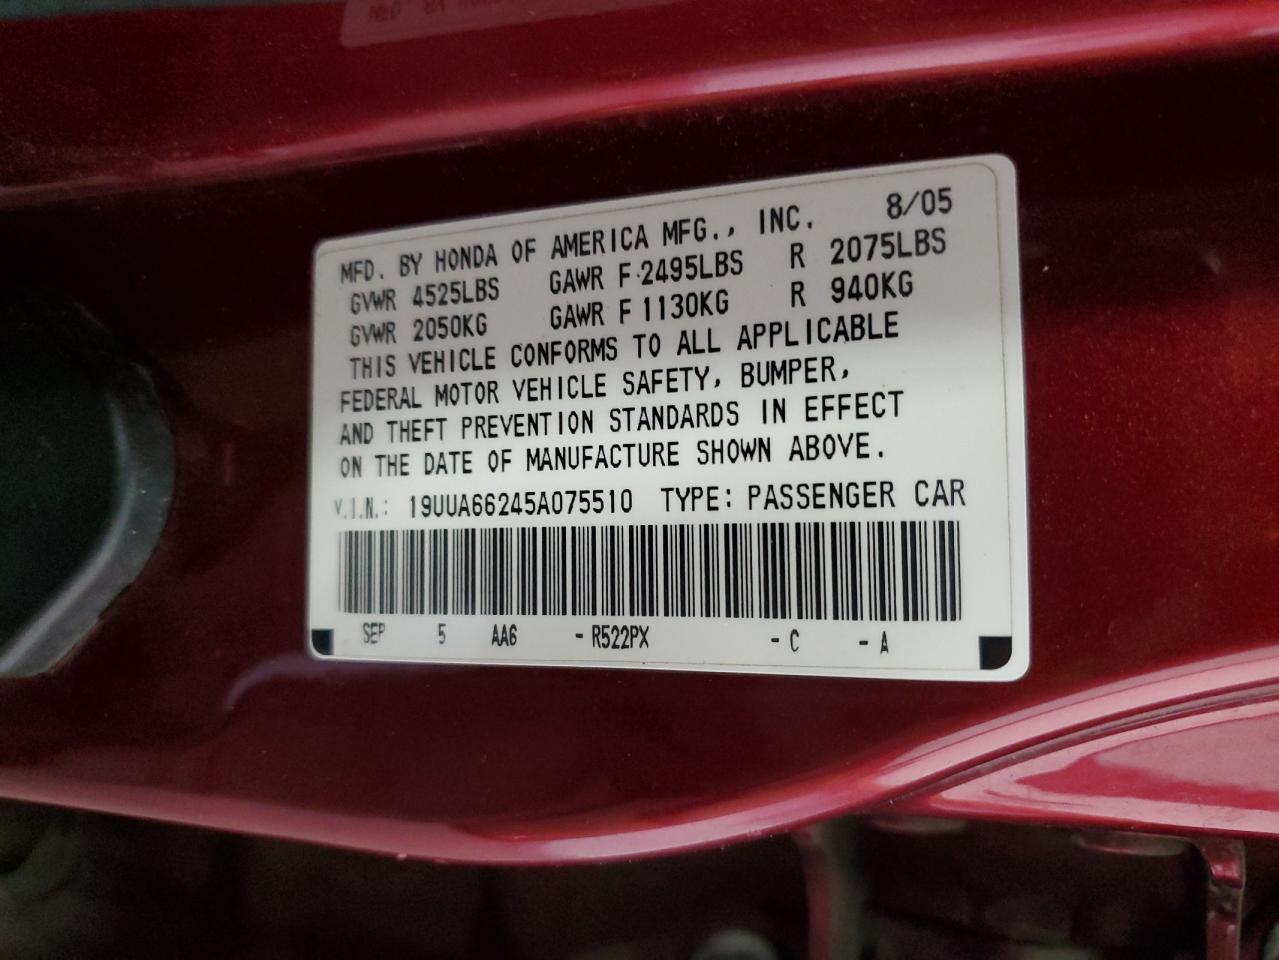 MFD. BY HONDA OF AMERICA MFG., INC. 8/05
GVWR 4525LBS GAWR F 2495LBS R 2075LBS
GVWR 2050KG GAWR F 1130KG R 940KG
THIS VEHICLE CONFORMS TO ALL APPLICABLE
FEDERAL MOTOR VEHICLE SAFETY, BUMPER,
AND THEFT PREVENTION STANDARDS IN EFFECT
ON THE DATE OF MANUFACTURE SHOWN ABOVE.
V.I.N.: 19UUA66245A075510 TYPE: PASSENGER CAR
SEP 5 AA6 - R522PX - C - A